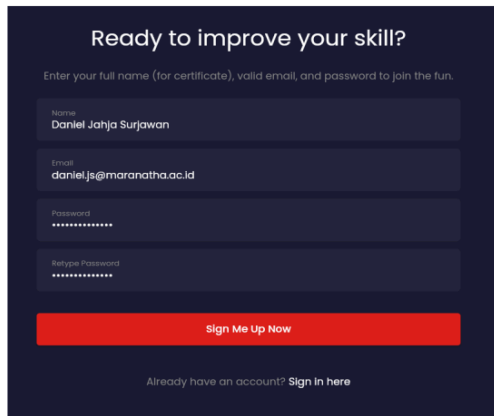 Ready to improve your skill?
Enter your full name (for certificate), valid email, and password to join the fun.
Name
Daniel Jahja Surjawan
Email
daniel.js@maranatha.ac.id
Password
••••••••••••••
Retype Password
••••••••••••••
Sign Me Up Now
Already have an account? Sign in here